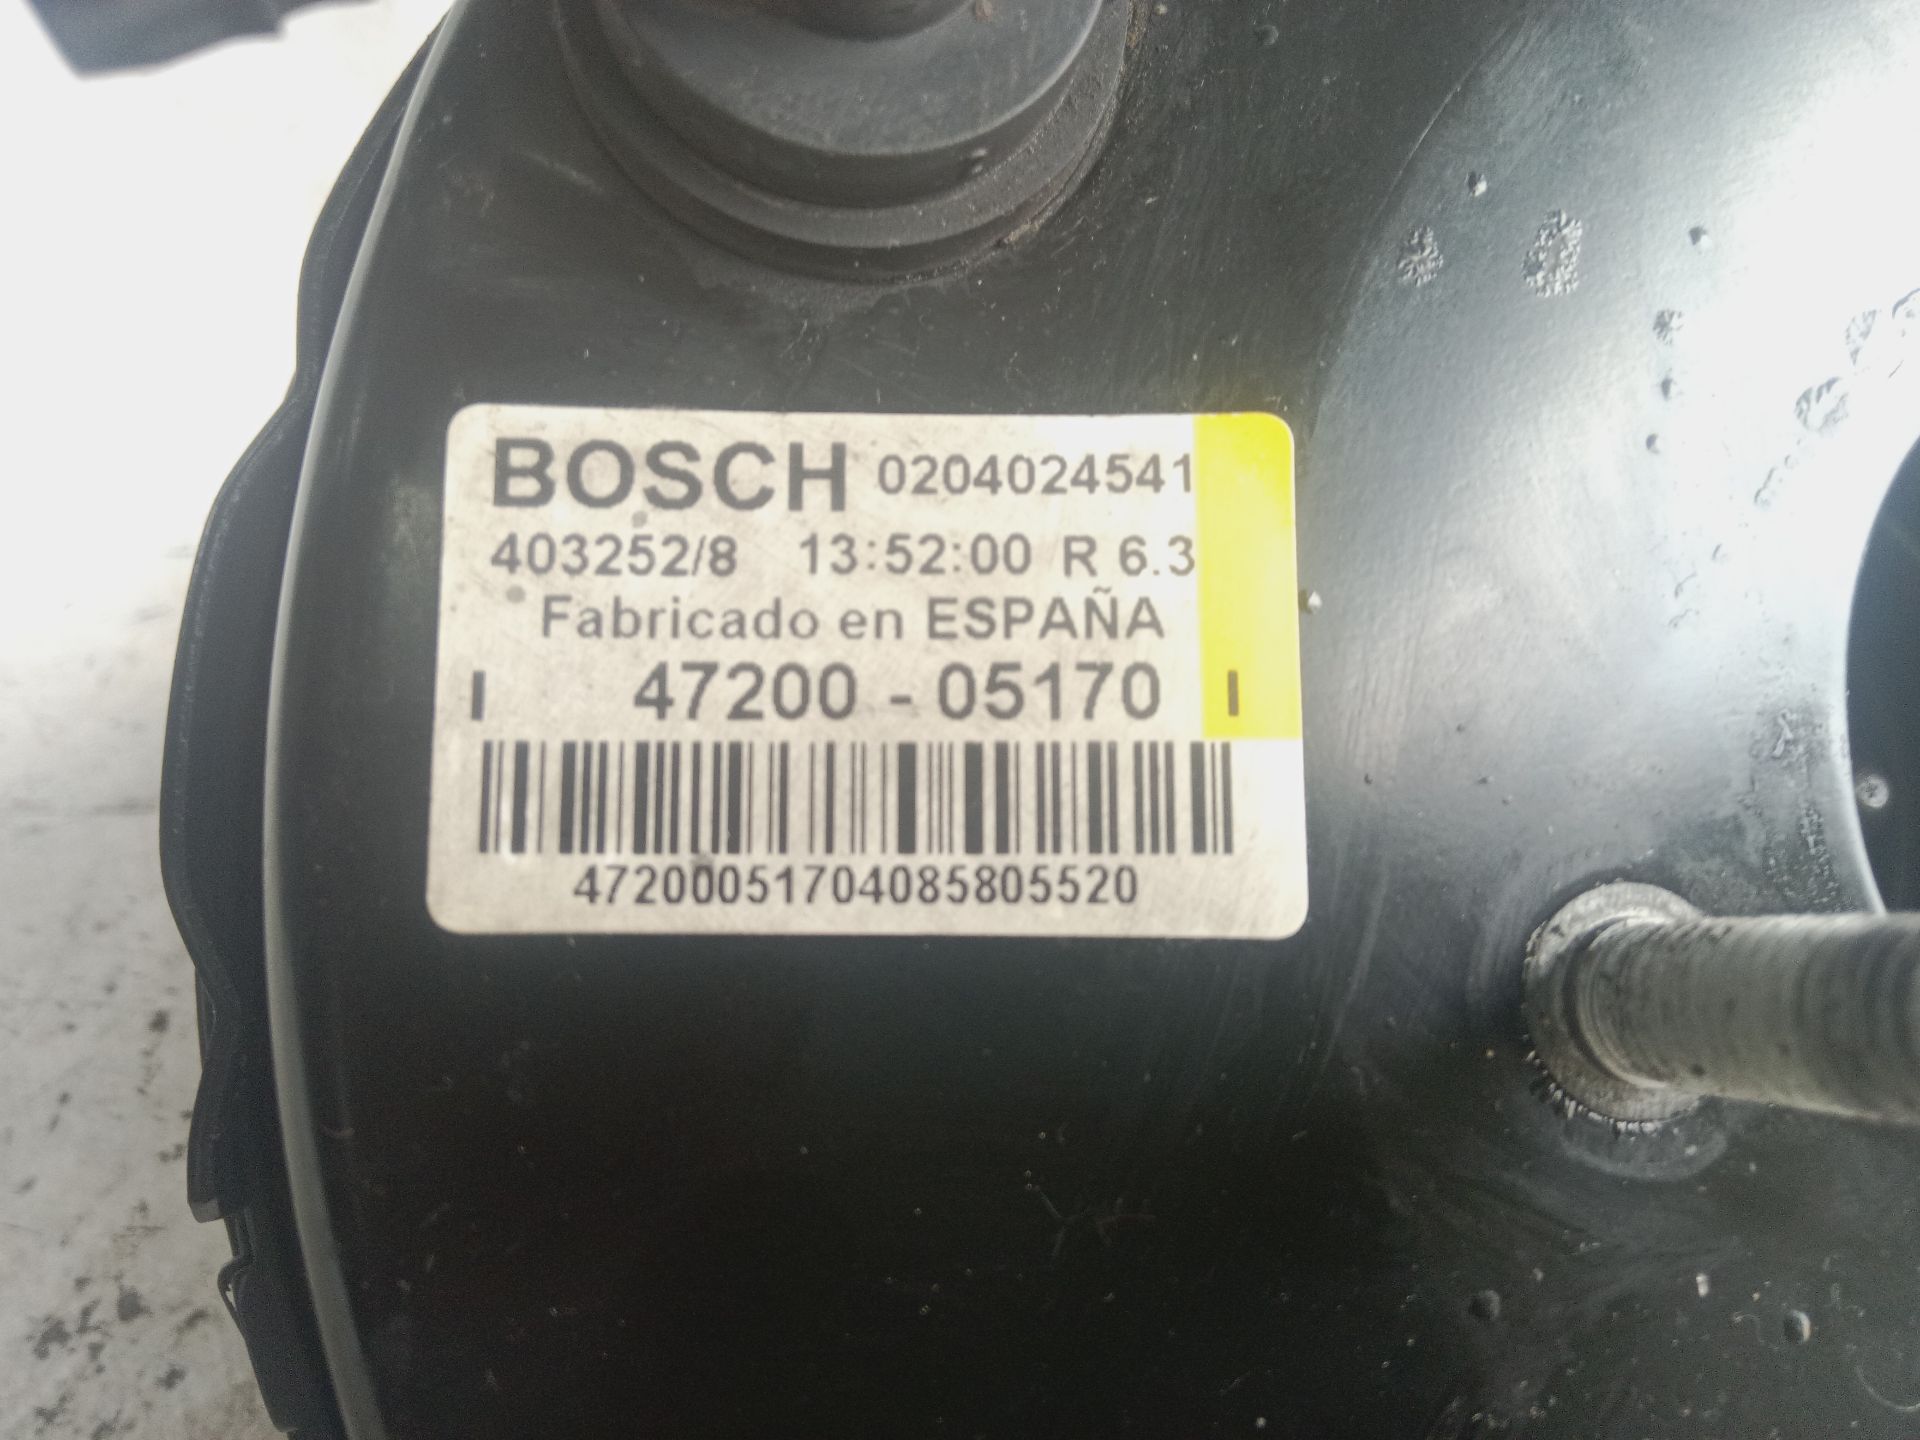 BOSCH 0204024541
403252/8 13:52:00 R 6.3
Fabricado en ESPAÑA
I 47200 - 05170 I
47200051704085805520